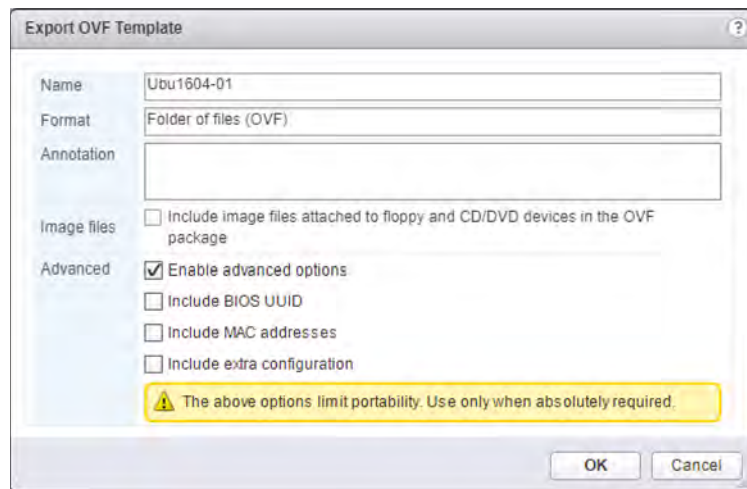 Export OVF Template
?
Name
Ubu1604-01
Format
Folder of files (OVF)
Annotation
Image files
Include image files attached to floppy and CD/DVD devices in the OVF
package
Advanced
Enable advanced options
Include BIOS UUID
Include MAC addresses
Include extra configuration
The above options limit portability. Use only when absolutely required.
OK
Cancel